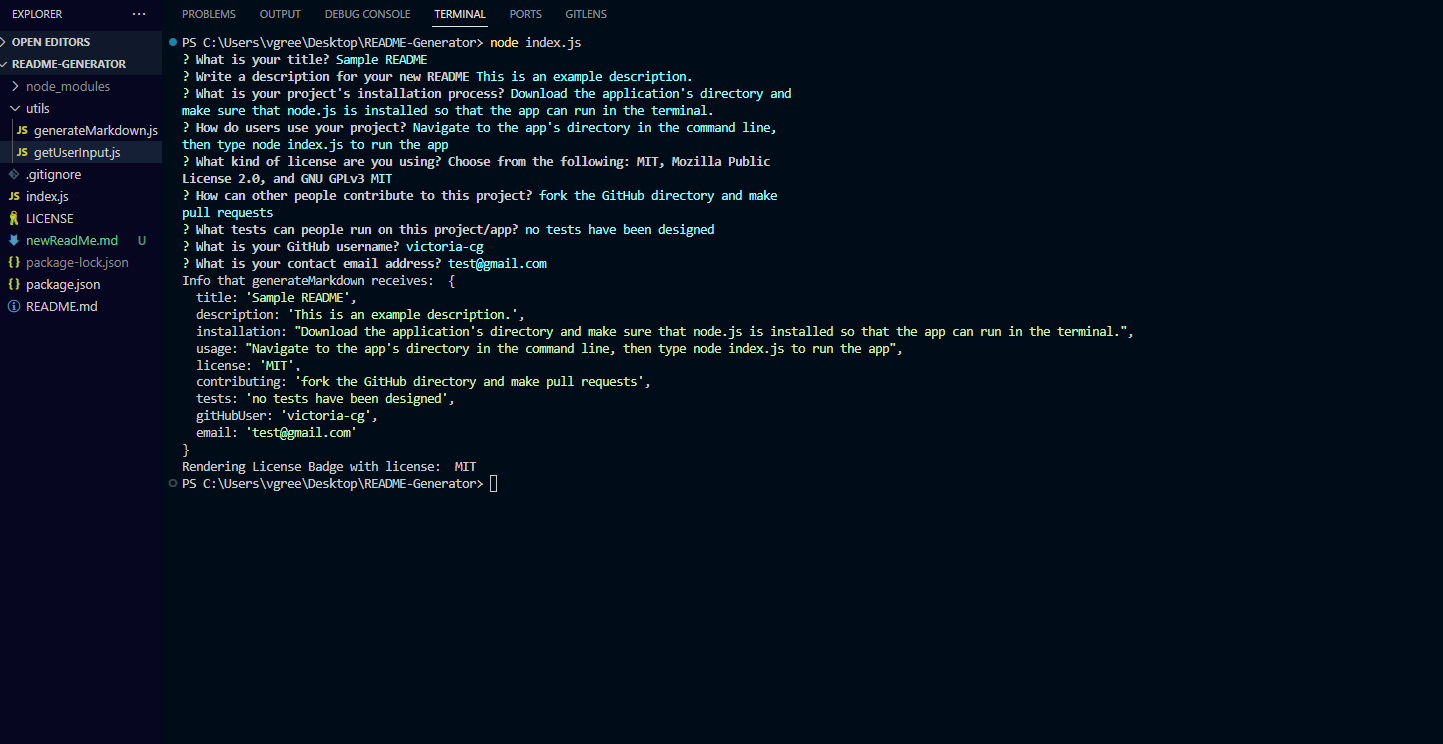 EXPLORER ...
OPEN EDITORS
README-GENERATOR
node_modules
utils
JS generateMarkdown.js
JS getUserInput.js
.gitignore
JS index.js
LICENSE
newReadMe.md U
{} package-lock.json
{} package.json
README.md
PROBLEMS OUTPUT DEBUG CONSOLE TERMINAL PORTS GITLENS
PS C:\Users\vgree\Desktop\README-Generator> node index.js
? What is your title? Sample README
? Write a description for your new README This is an example description.
? What is your project's installation process? Download the application's directory and
make sure that node.js is installed so that the app can run in the terminal.
? How do users use your project? Navigate to the app's directory in the command line,
then type node index.js to run the app
? What kind of license are you using? Choose from the following: MIT, Mozilla Public
License 2.0, and GNU GPLv3 MIT
? How can other people contribute to this project? fork the GitHub directory and make
pull requests
? What tests can people run on this project/app? no tests have been designed
? What is your GitHub username? victoria-cg
? What is your contact email address? test@gmail.com
Info that generateMarkdown receives:  {
  title: 'Sample README',
  description: 'This is an example description.',
  installation: "Download the application's directory and make sure that node.js is installed so that the app can run in the terminal.",
  usage: "Navigate to the app's directory in the command line, then type node index.js to run the app",
  license: 'MIT',
  contributing: 'fork the GitHub directory and make pull requests',
  tests: 'no tests have been designed',
  gitHubUser: 'victoria-cg',
  email: 'test@gmail.com'
}
Rendering License Badge with license:  MIT
PS C:\Users\vgree\Desktop\README-Generator>